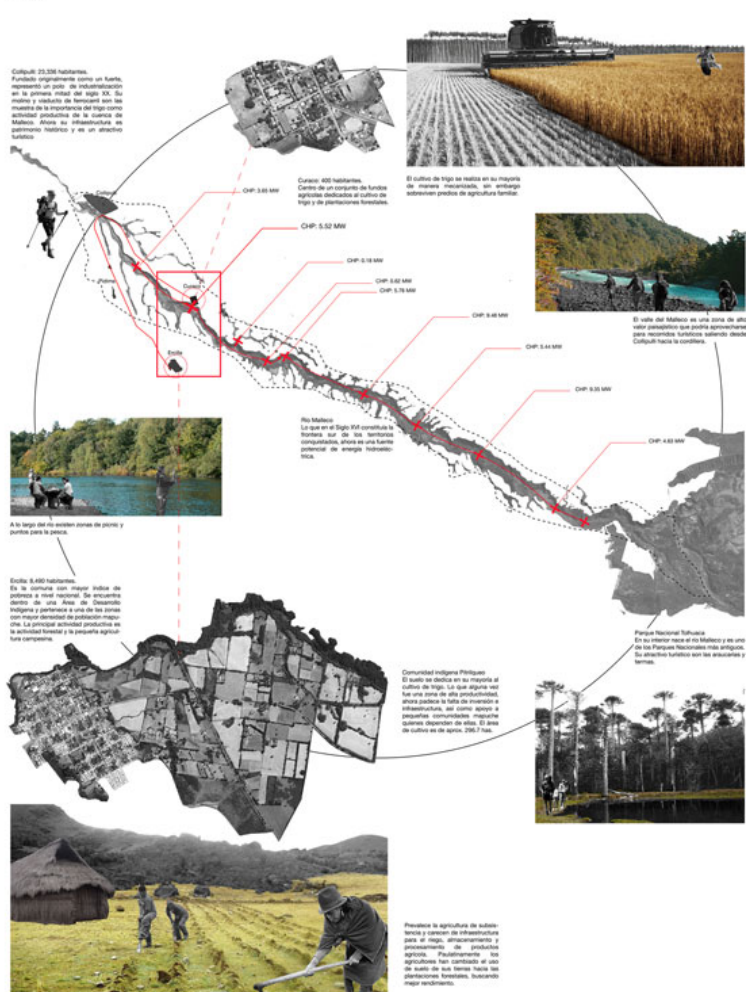 Collipulli: 23,336 habitantes.
Fundado originalmente como un fuerte,
representó un polo de industrialización
en la primera mitad del siglo XX. Su
molino y viaducto de ferrocarril son las
muestra de la importancia del trigo como
actividad productiva de la cuenca de
Malleco. Ahora su infraestructura es
patrimonio histórico y es un atractivo
turístico
Curaco: 400 habitantes.
Centro de un conjunto de fundos
agrícolas dedicados al cultivo de
trigo y de plantaciones forestales.
El cultivo de trigo se realiza en su mayoría
de manera mecanizada, sin embargo
sobreviven predios de agricultura familiar.
Collipulli
CHP: 3.65 MW
CHP: 5.52 MW
CHP: 5.18 MW
Curaco
CHP: 5.76 MW
Ercilla
CHP: 5.44 MW
CHP: 9.35 MW
CHP: 4.83 MW
El valle del Malleco es una zona de alto
valor paisajístico que podría aprovecharse
para recorridos turísticos saliendo desde
Collipulli hacia la cordillera.
Río Malleco
Lo que en el Siglo XVI constituía la
frontera sur de los territorios
conquistados, ahora es una fuente
potencial de energía hidroeléc-
trica.
A lo largo del río existen zonas de picnic y
puntos para la pesca.
Ercilla: 8,490 habitantes.
Es la comuna con mayor índice de
pobreza a nivel nacional. Se encuentra
dentro de una Área de Desarrollo
Indígena y pertenece a una de las zonas
con mayor densidad de población mapu-
che. La principal actividad productiva es
la actividad forestal y la pequeña agricul-
tura campesina.
Parque Nacional Tolhuaca
En su interior nace el río Malleco y es uno
de los Parques Nacionales más antiguos.
Su atractivo turístico son las araucarias y
termas.
Comunidad indígena Pitriqueo
El suelo se dedica en su mayoría al
cultivo de trigo. Lo que alguna vez
fue una zona de alta productividad,
ahora padece la falta de inversión e
infraestructura, así como apoyo a
pequeñas comunidades mapuche
quienes dependen de ellas. El área
de cultivo es de aprox. 296.7 has.
Prevalece la agricultura de subsis-
tencia y carecen de infraestructura
para el riego, almacenamiento y
procesamiento de productos
agrícola. Paulatinamente los
agricultores han cambiado el uso
de suelo de sus tierras hacia las
plantaciones forestales, buscando
mejor rendimiento.